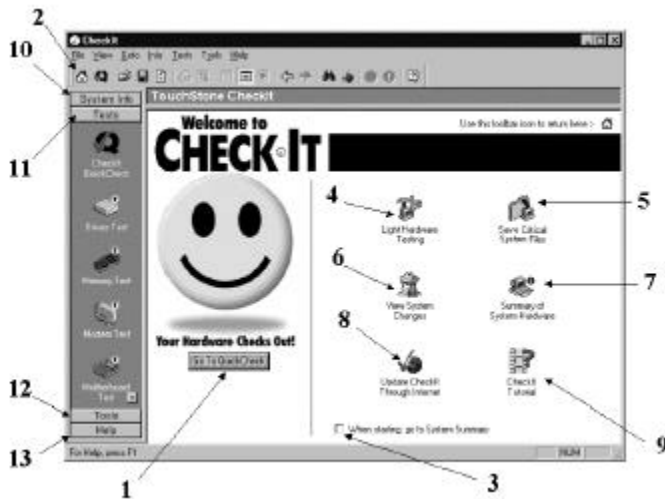 2
CheckIt
File View Goto Info Tests Tools Help
10
System Info
TouchStone CheckIt
Tests
11
Welcome to
CHECK IT
Use this toolbar icon to return here >
CheckIt
QuickCheck
4
Light Hardware
Testing
5
Save Critical
System Files
Memory Test
6
View System
Changes
7
Summary of
System Hardware
Modem Test
Your Hardware Checks Out!
Go To QuickCheck
8
Update CheckIt
Through Internet
CheckIt
Tutorial
9
Motherboard
Test
12
Tools
Help
When starting, go to System Summary
13
For Help, press F1
NUM
1
3